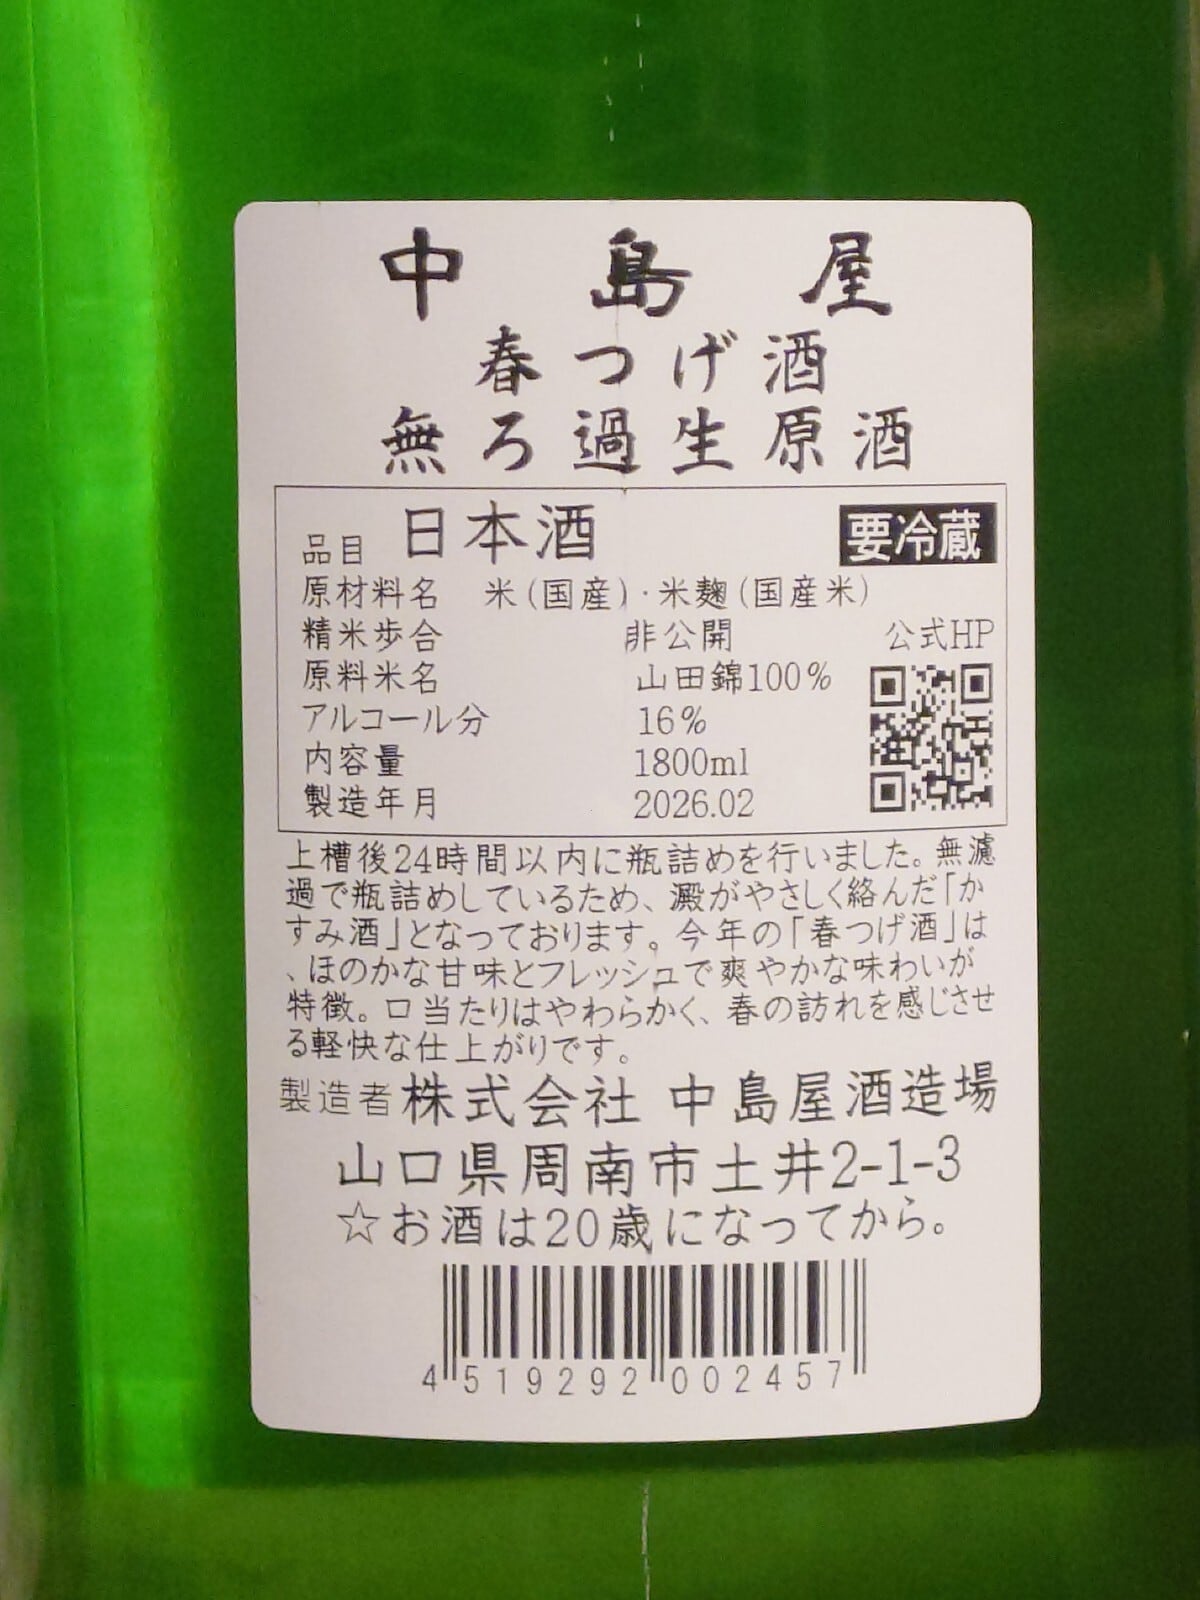 中島屋
春つげ酒
無ろ過生原酒
品目 日本酒 要冷蔵
原材料名 米(国産)・米麹(国産米)
精米歩合 非公開 公式HP
原料米名 山田錦100%
アルコール分 16%
内容量 1800ml
製造年月 2026.02
上槽後24時間以内に瓶詰めを行いました。無濾
過で瓶詰めしているため、澱がやさしく絡んだ「か
すみ酒」となっております。今年の「春つげ酒」は
、ほのかな甘味とフレッシュで爽やかな味わいが
特徴。口当たりはやわらかく、春の訪れを感じさせ
る軽快な仕上がりです。
製造者 株式会社 中島屋酒造場
山口県周南市土井2-1-3
☆お酒は20歳になってから。
4 519292 002457